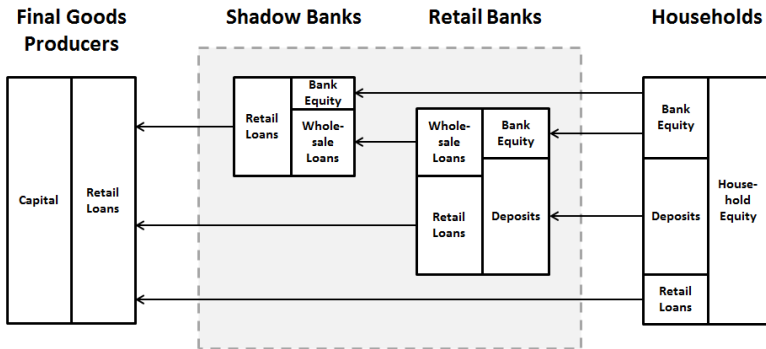 Final Goods
Producers
Shadow Banks
Retail Banks
Households
Capital
Retail
Loans
Retail
Loans
Bank
Equity
Whole-
sale
Loans
Whole-
sale
Loans
Retail
Loans
Bank
Equity
Deposits
Bank
Equity
Deposits
Retail
Loans
House-
hold
Equity